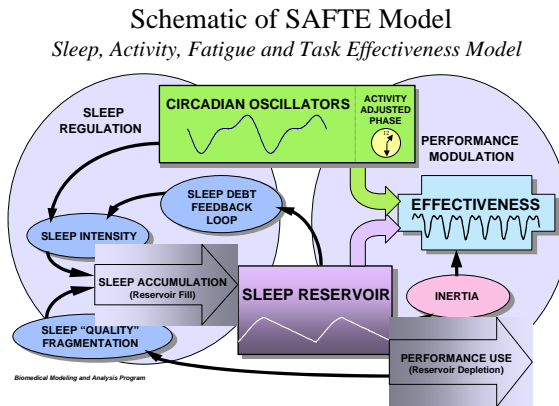 Schematic of SAFTE Model
Sleep, Activity, Fatigue and Task Effectiveness Model
SLEEP
REGULATION
CIRCADIAN OSCILLATORS
ACTIVITY
ADJUSTED
PHASE
12
PERFORMANCE
MODULATION
SLEEP DEBT
FEEDBACK
LOOP
EFFECTIVENESS
SLEEP INTENSITY
SLEEP ACCUMULATION
(Reservoir Fill)
SLEEP RESERVOIR
INERTIA
SLEEP “QUALITY”
FRAGMENTATION
PERFORMANCE USE
(Reservoir Depletion)
Biomedical Modeling and Analysis Program